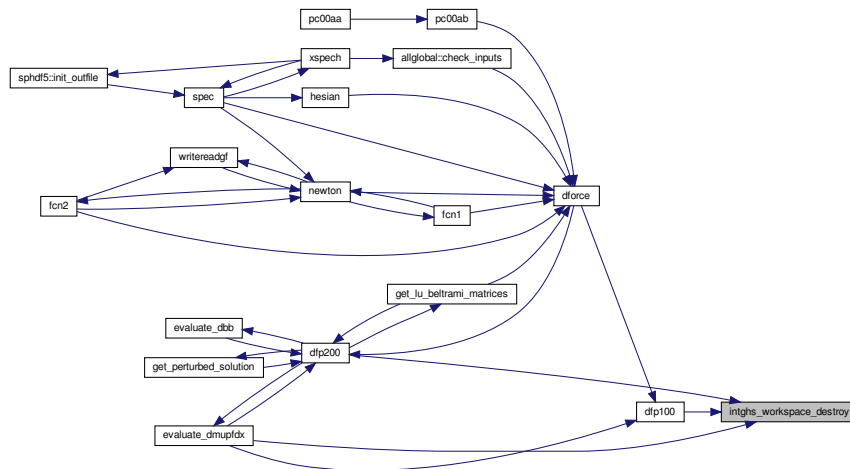 pc00aa
pc00ab
xspech
allglobal::check_inputs
sphdf5::init_outfile
spec
hesian
writereadgf
newton
dforce
fcn2
fcn1
get_lu_beltrami_matrices
evaluate_dbb
dfp200
get_perturbed_solution
dfp100
intghs_workspace_destroy
evaluate_dmupfdx